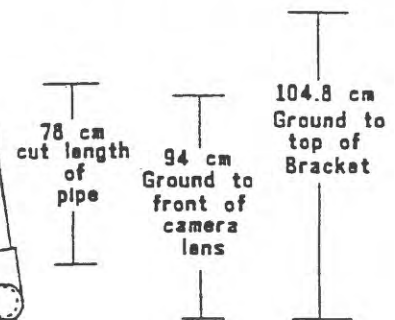 78 cm
cut length
of
pipe
94 cm
Ground to
front of
camera
lens
104.8 cm
Ground to
top of
Bracket